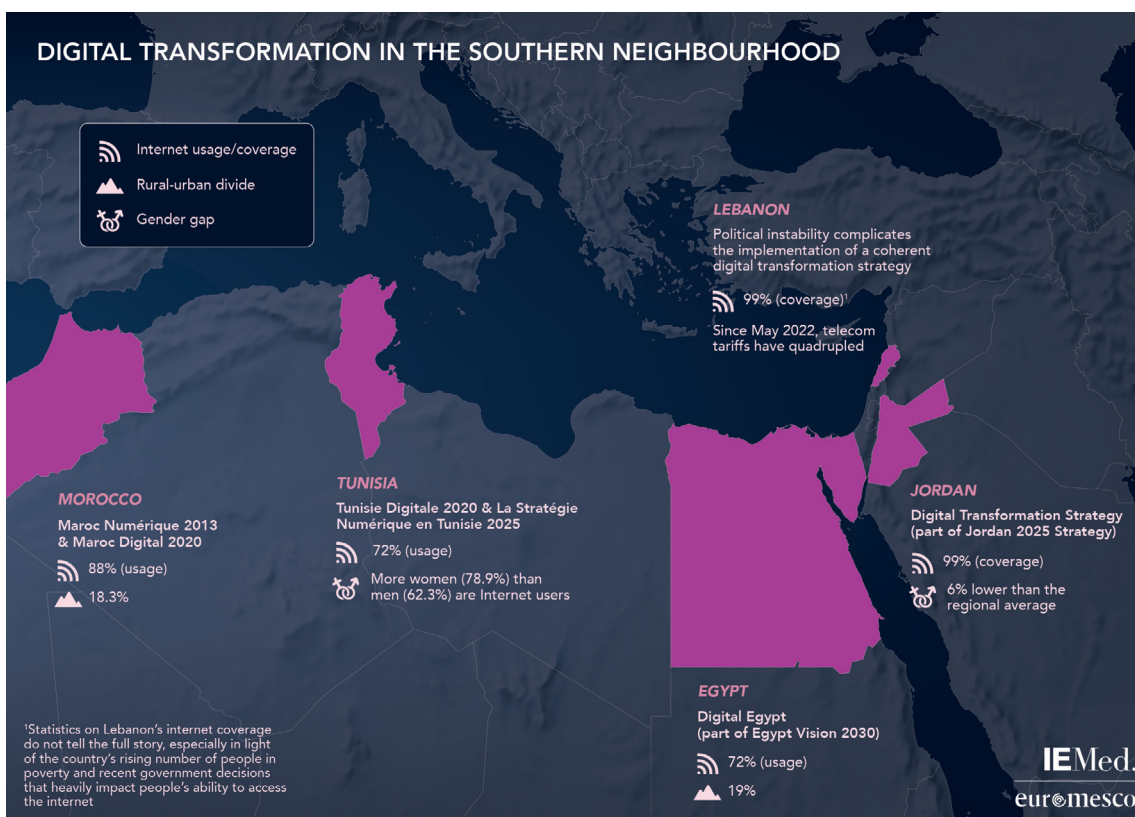 DIGITAL TRANSFORMATION IN THE SOUTHERN NEIGHBOURHOOD
Internet usage/coverage
Rural-urban divide
Gender gap
LEBANON
Political instability complicates
the implementation of a coherent
digital transformation strategy
99% (coverage)¹
Since May 2022, telecom
tariffs have quadrupled
MOROCCO
Maroc Numérique 2013
& Maroc Digital 2020
88% (usage)
18.3%
TUNISIA
Tunisie Digitale 2020 & La Stratégie
Numérique en Tunisie 2025
72% (usage)
More women (78.9%) than
men (62.3%) are Internet users
JORDAN
Digital Transformation Strategy
(part of Jordan 2025 Strategy)
99% (coverage)
6% lower than the
regional average
EGYPT
Digital Egypt
(part of Egypt Vision 2030)
72% (usage)
19%
¹Statistics on Lebanon's internet coverage
do not tell the full story, especially in light
of the country's rising number of people in
poverty and recent government decisions
that heavily impact people's ability to access
the internet
IEMed.
euromesco